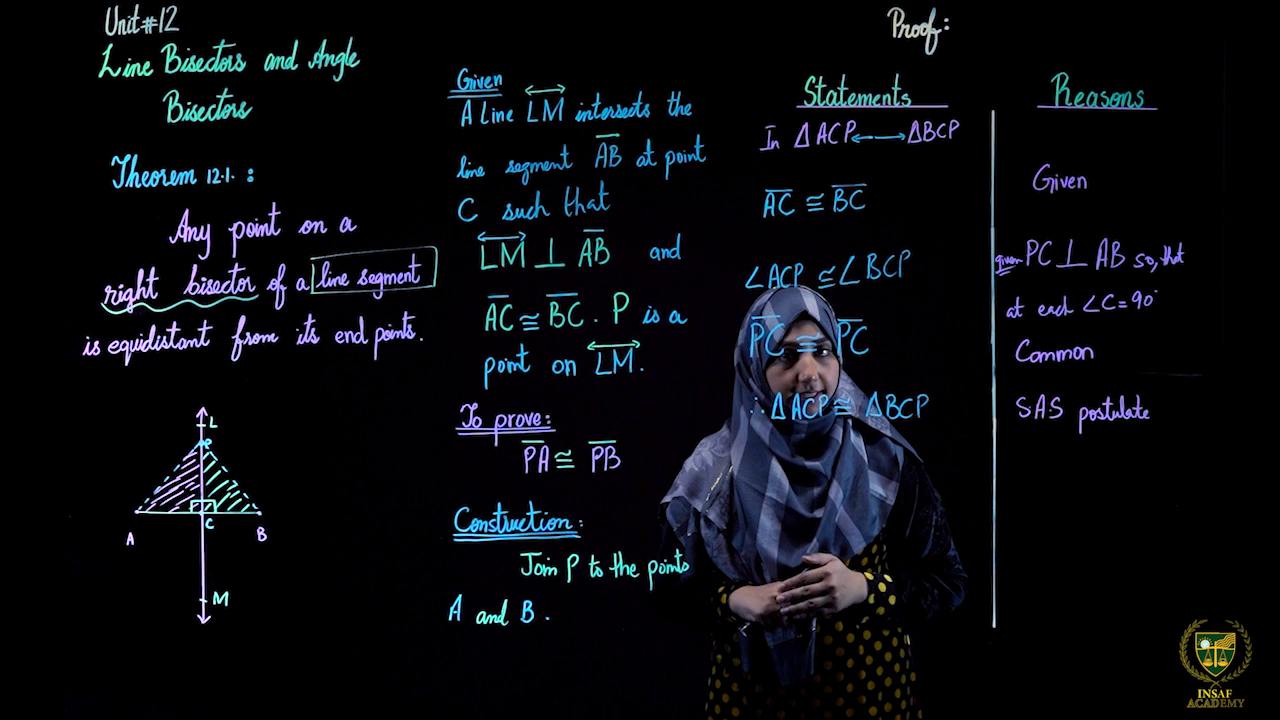 Unit#12
Line Bisectors and Angle
Bisectors
Theorem 12.1. :
Any point on a
right bisector of a line segment
is equidistant from its end points.
L
P
A
C
B
M
Given
A line LM intersects the
line segment AB at point
C such that
LM ⊥ AB and
AC ≅ BC . P is a
point on LM.
To prove:
PA ≅ PB
Construction:
Join P to the points
A and B .
Proof:
Statements
In ΔACP ↔ ΔBCP
AC ≅ BC
∠ACP ≅ ∠BCP
PC ≅ PC
∴ ΔACP ≅ ΔBCP
Reasons
Given
given PC ⊥ AB so, that
at each ∠C = 90°
Common
SAS postulate
INSAF
ACADEMY